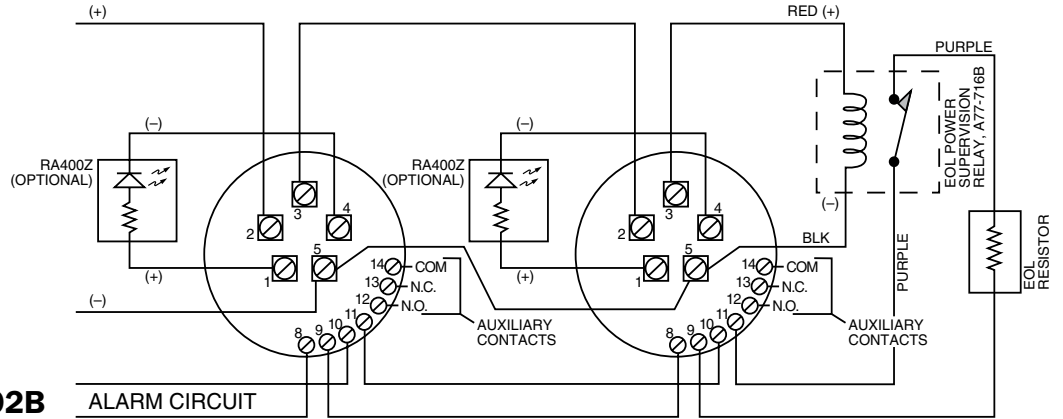 (+)
RED (+)
PURPLE
(–)
(–)
RA400Z
(OPTIONAL)
RA400Z
(OPTIONAL)
EOL POWER
SUPERVISION
RELAY, A77-716B
3
3
2
4
2
4
(–)
EOL
RESISTOR
BLK
PURPLE
1
5
1
5
(+)
(+)
14
COM
14
COM
13
N.C.
13
N.C.
12
N.O.
12
N.O.
(–)
11
11
10
10
9
9
8
8
AUXILIARY
CONTACTS
AUXILIARY
CONTACTS
02B
ALARM CIRCUIT